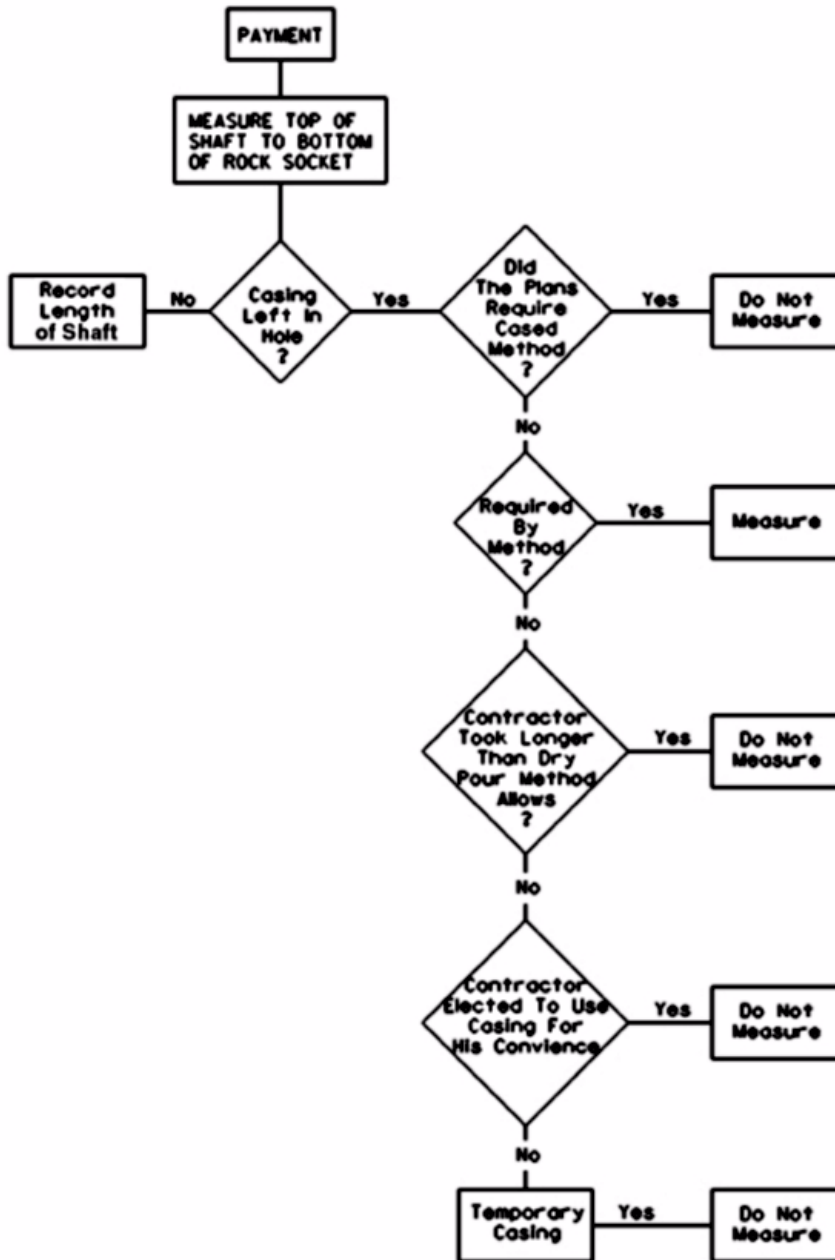 PAYMENT
MEASURE TOP OF
SHAFT TO BOTTOM
OF ROCK SOCKET
Record
Length
of Shaft
No
Casing
Left In
Hole
?
Yes
Did
The Plans
Require
Cased
Method
?
Yes
Do Not
Measure
No
Required
By
Method
?
Yes
Measure
No
Contractor
Took Longer
Than Dry
Pour Method
Allows
?
Yes
Do Not
Measure
No
Contractor
Elected To Use
Casing For
His Convience
Yes
Do Not
Measure
No
Temporary
Casing
Yes
Do Not
Measure